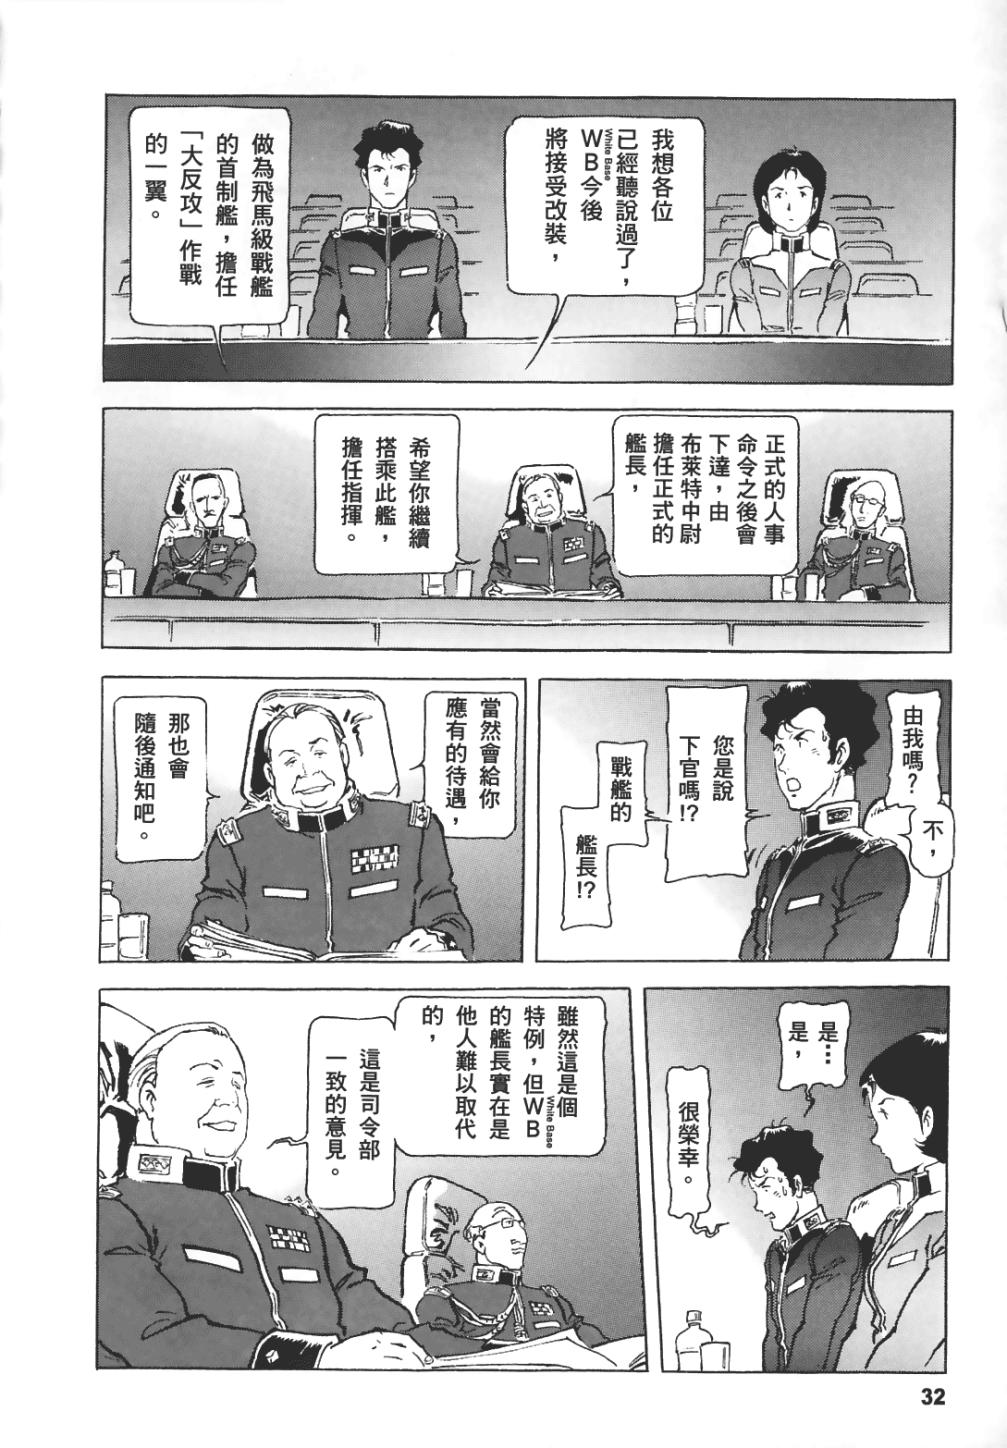 我想各位
已經聽說過了，
WB今後
White Base
將接受改裝，
做為飛馬級戰艦
的首制艦，擔任
「大反攻」作戰
的一翼。
正式的人事
命令之後會
下達，由
布萊特中尉
擔任正式的
艦長，
希望你繼續
搭乘此艦，
擔任指揮。
由我嗎？
不，
您是說
下官嗎!?
戰艦的
艦長!?
當然會給你
應有的待遇，
那也會
隨後通知吧。
是…
是，
很榮幸。
雖然這是個
特例，但WB
White Base
的艦長實在是
他人難以取代
的，
這是司令部
一致的意見。
32